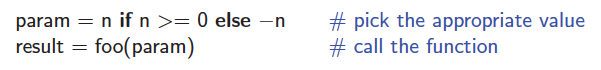 param = n if n >= 0 else −n # pick the appropriate value
result = foo(param) # call the function